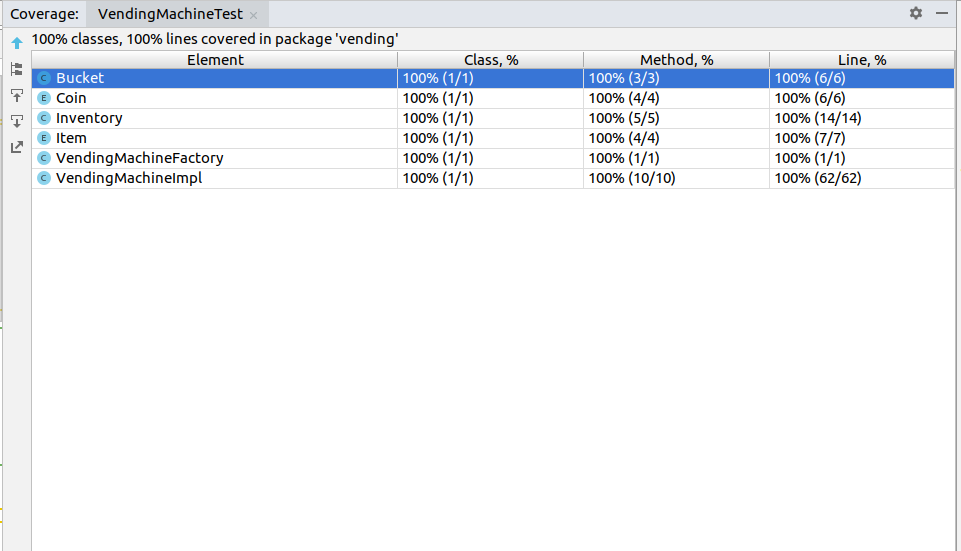 Coverage: VendingMachineTest ×
100% classes, 100% lines covered in package 'vending'
Element Class, % Method, % Line, %
C Bucket 100% (1/1) 100% (3/3) 100% (6/6)
E Coin 100% (1/1) 100% (4/4) 100% (6/6)
C Inventory 100% (1/1) 100% (5/5) 100% (14/14)
E Item 100% (1/1) 100% (4/4) 100% (7/7)
C VendingMachineFactory 100% (1/1) 100% (1/1) 100% (1/1)
C VendingMachineImpl 100% (1/1) 100% (10/10) 100% (62/62)